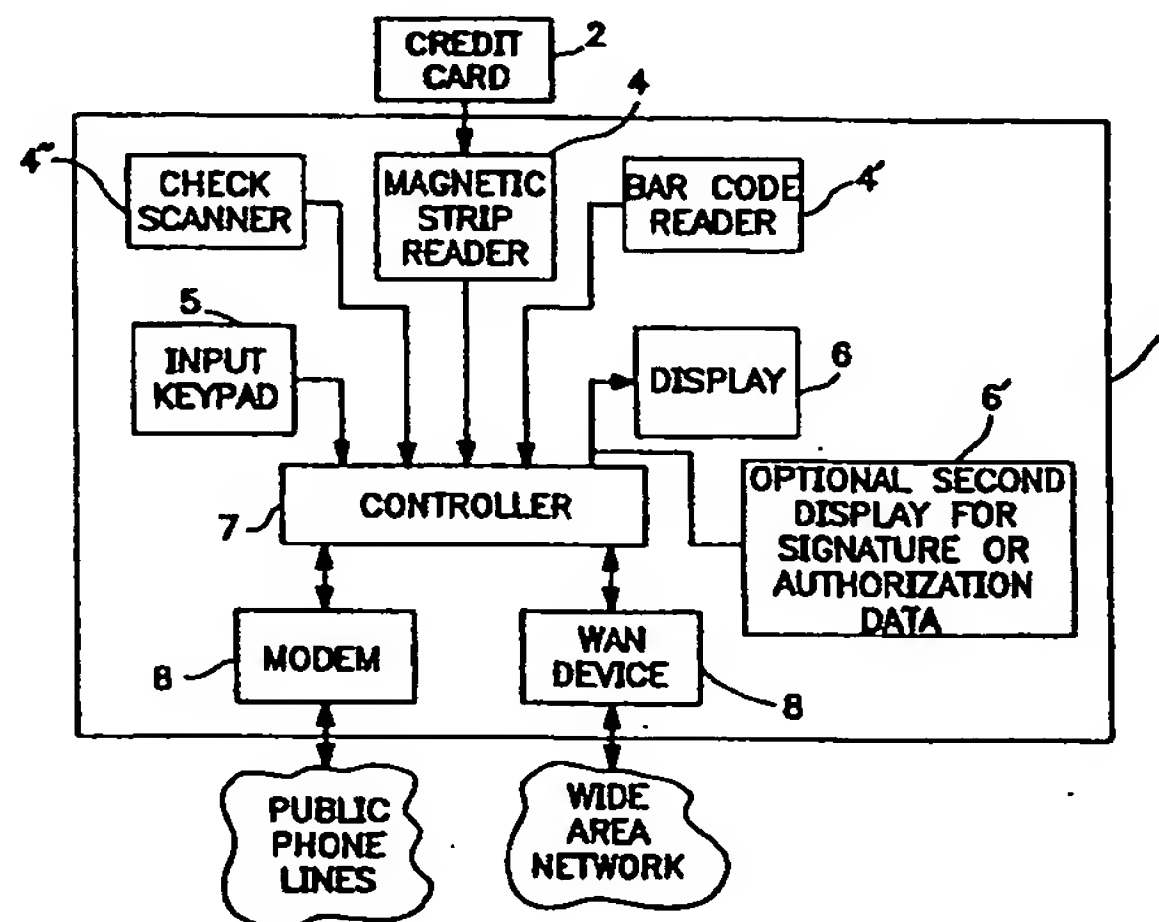 CREDIT
CARD
2
4
4"
CHECK
SCANNER
MAGNETIC
STRIP
READER
BAR CODE
READER
4'
5
INPUT
KEYPAD
DISPLAY
6
6'
CONTROLLER
7
OPTIONAL SECOND
DISPLAY FOR
SIGNATURE OR
AUTHORIZATION
DATA
MODEM
8
WAN
DEVICE
8
PUBLIC
PHONE
LINES
WIDE
AREA
NETWORK